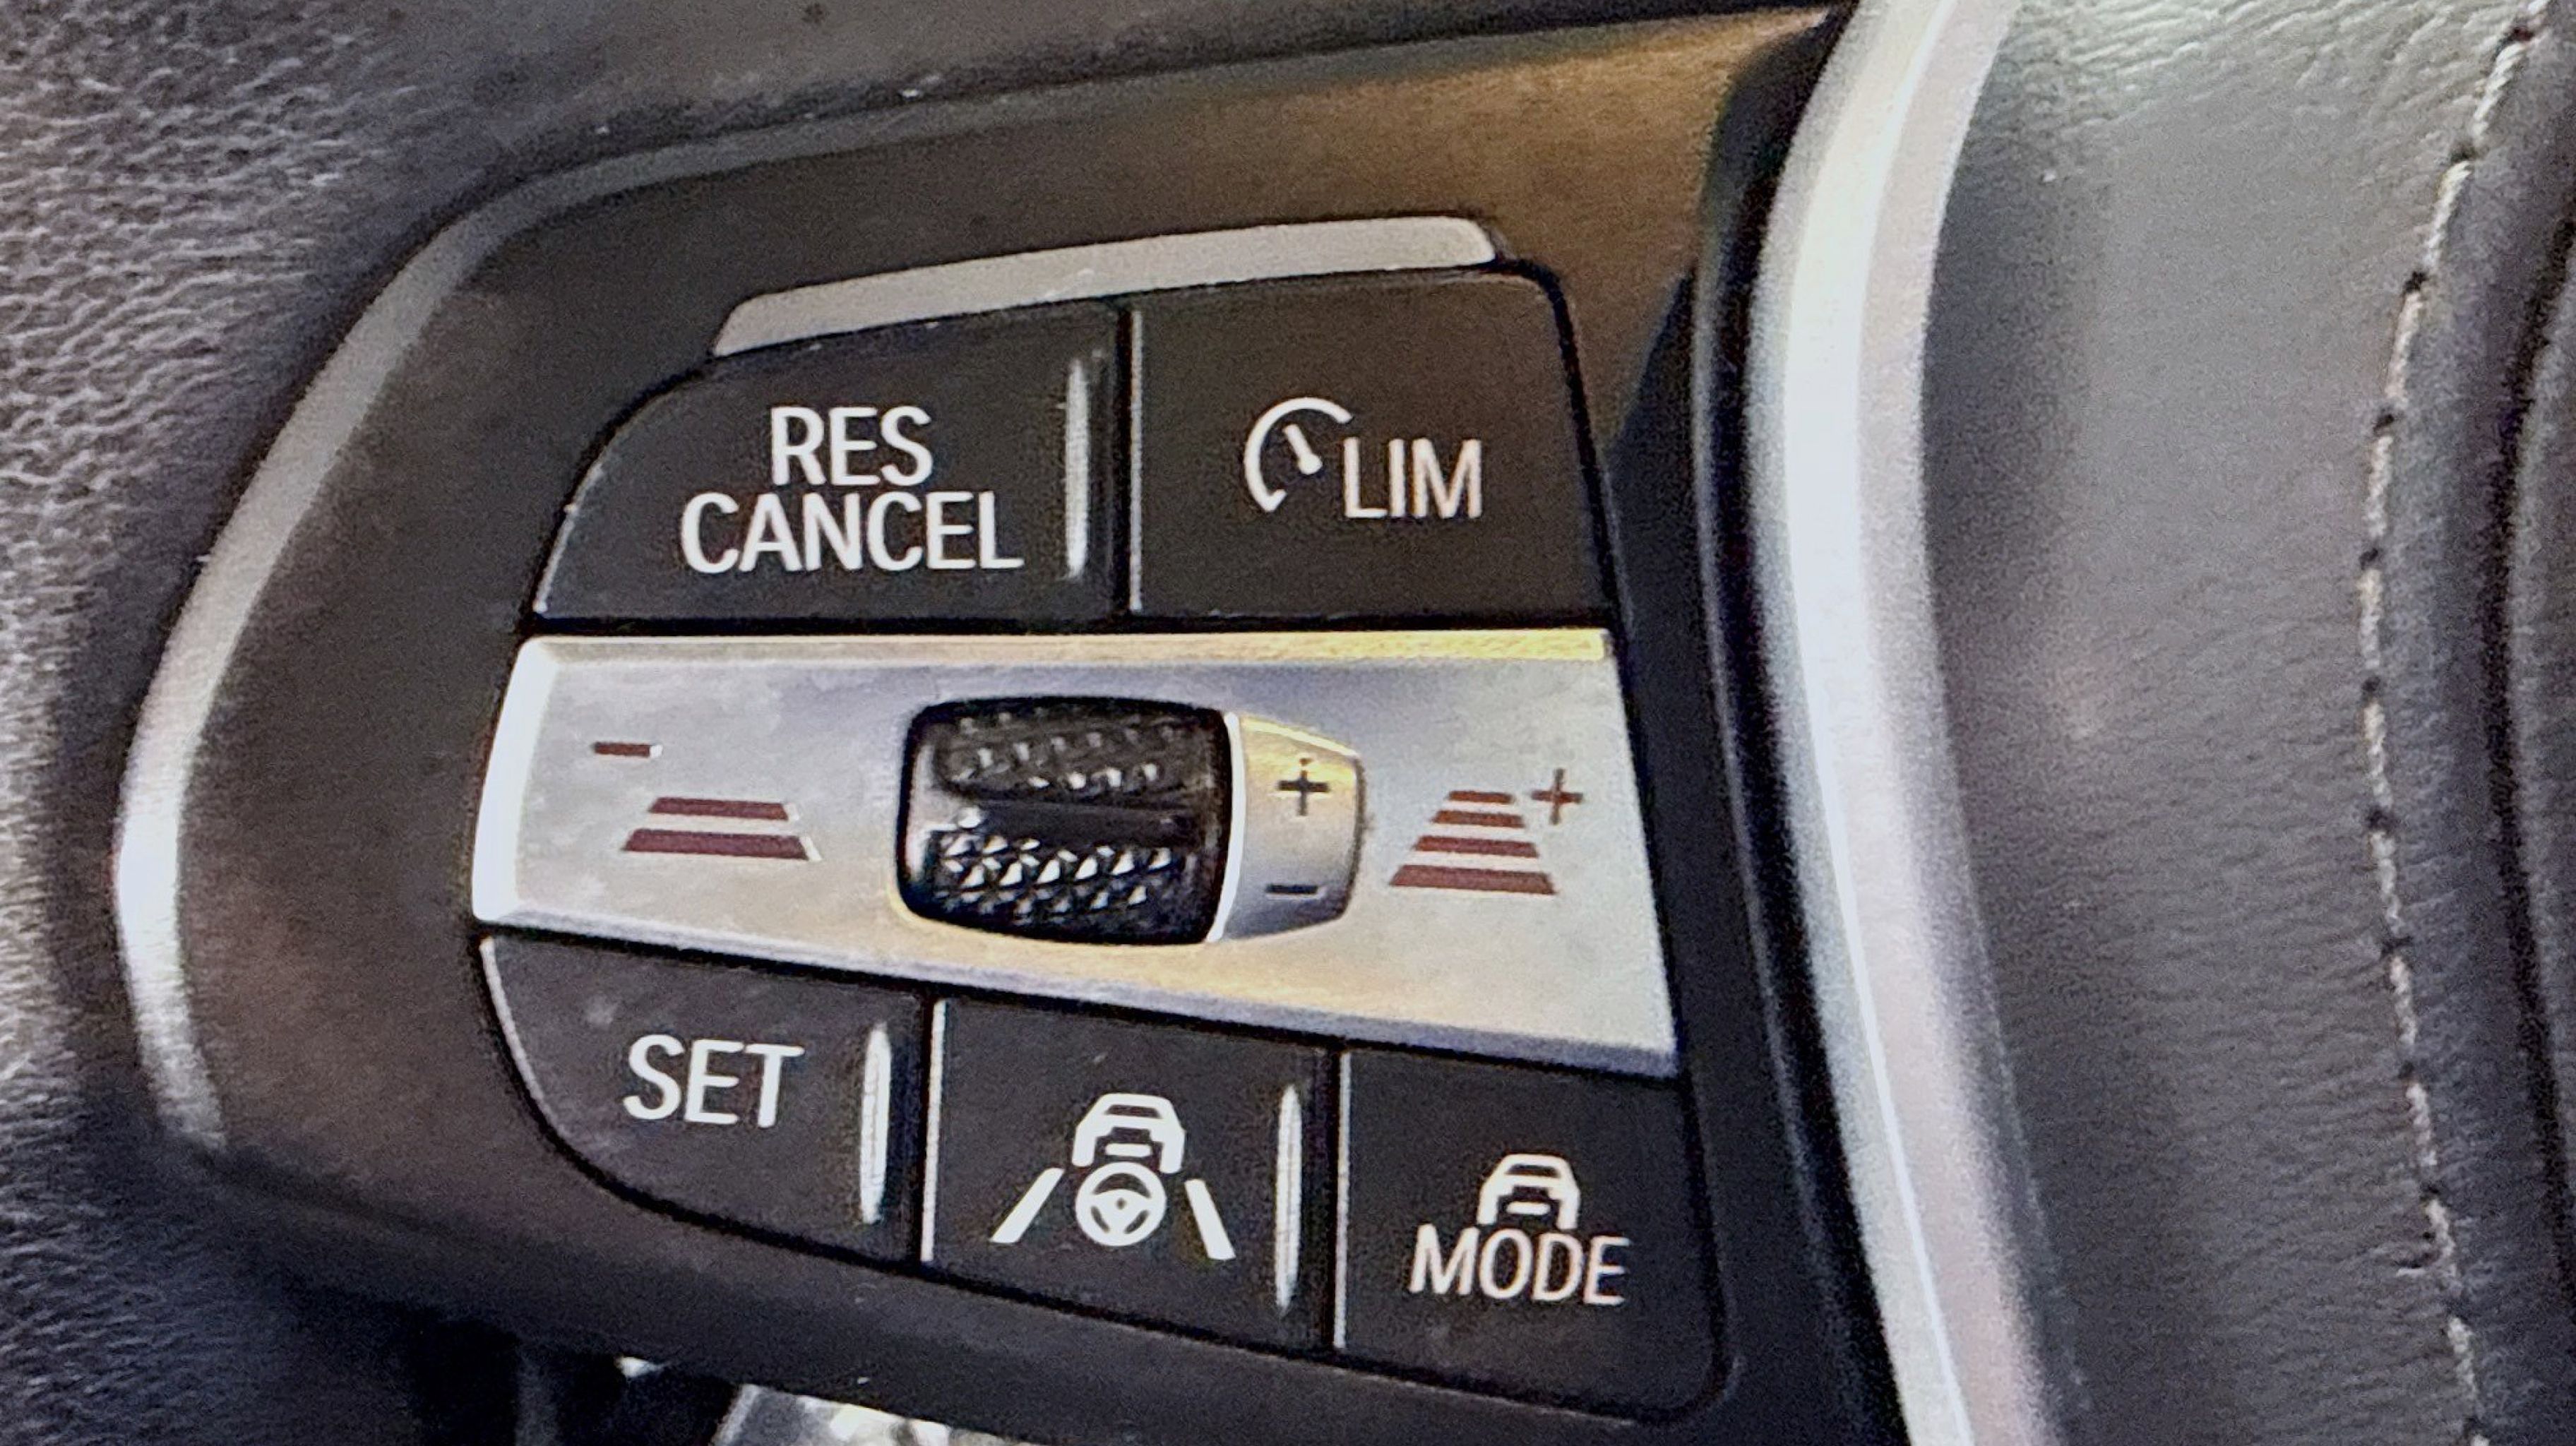 RES
CANCEL
LIM
-
+
+
-
SET
MODE